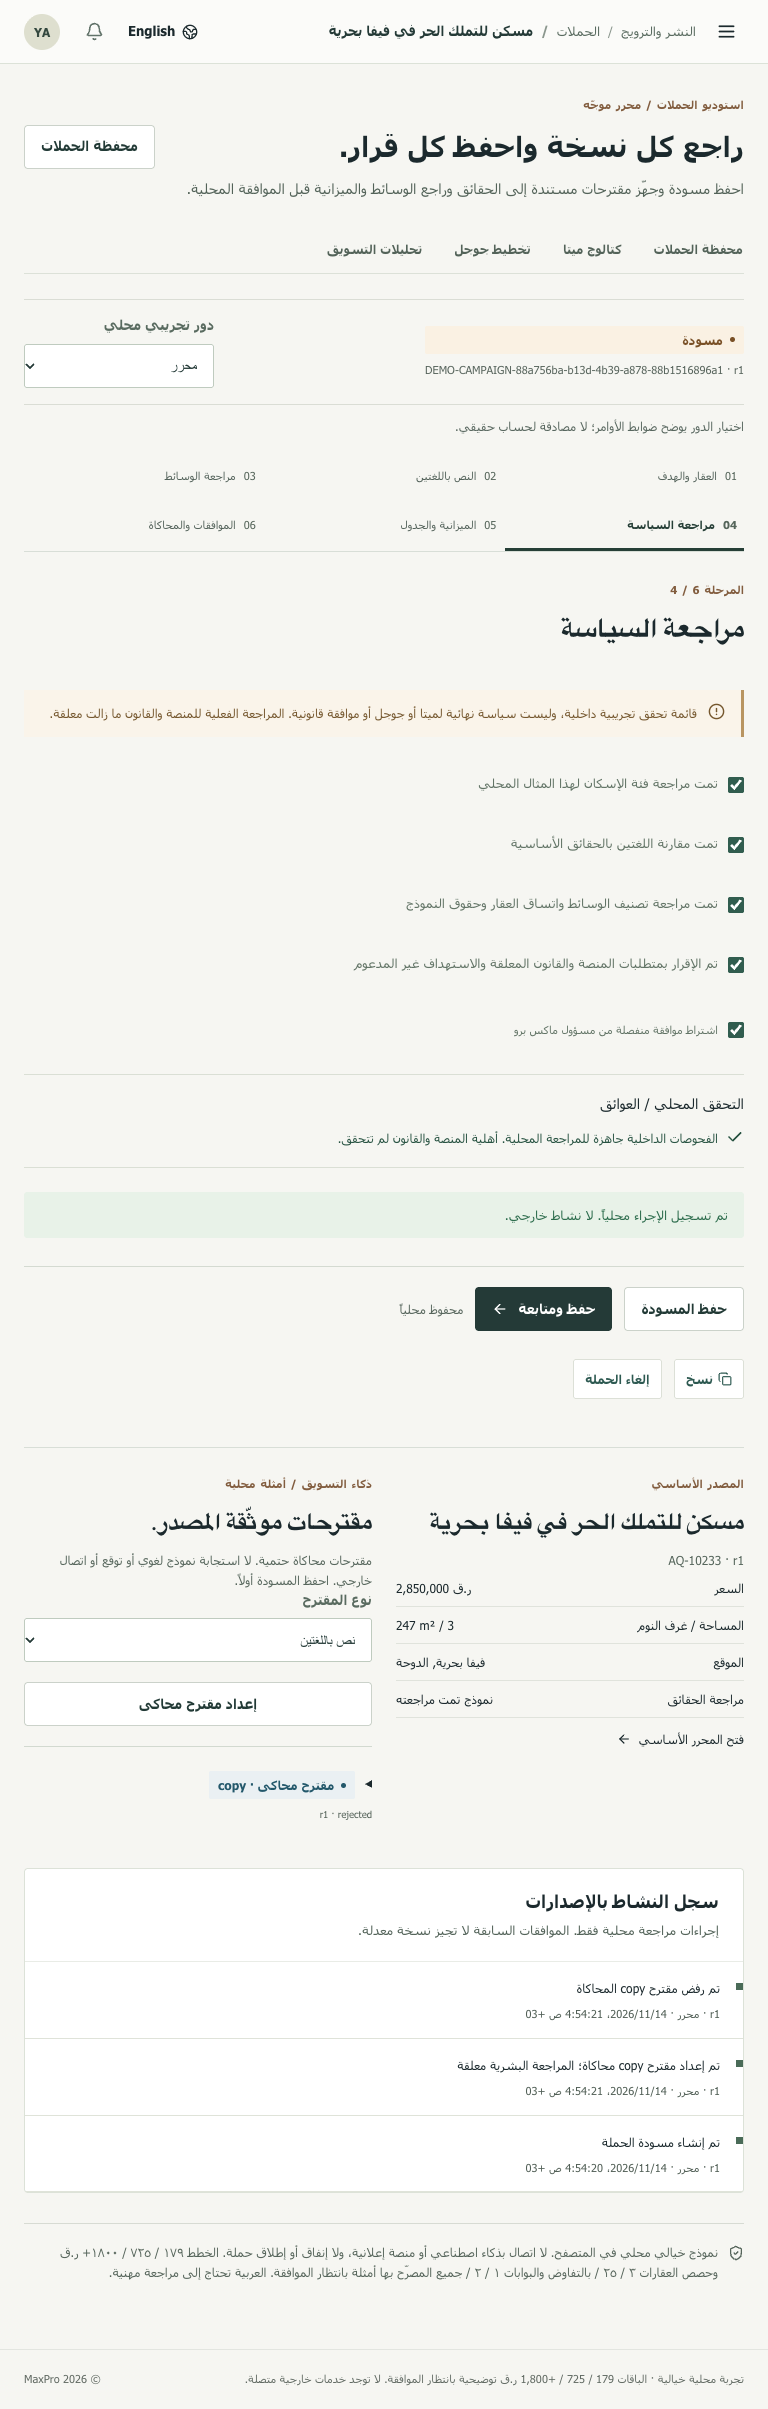 النشر والترويج / الحملات / مسكن للتملك الحر في فيفا بحرية
English
YA
استوديو الحملات / محرر موجّه
راجع كل نسخة واحفظ كل قرار.
محفظة الحملات
احفظ مسودة وجهّز مقترحات مستندة إلى الحقائق وراجع الوسائط والميزانية قبل الموافقة المحلية.
محفظة الحملات
كتالوج ميتا
تخطيط جوجل
تحليلات التسويق
مسودة
DEMO-CAMPAIGN-88a756ba-b13d-4b39-a878-88b1516896a1 · r1
دور تجريبي محلي
محرر
اختيار الدور يوضح ضوابط الأوامر؛ لا مصادقة لحساب حقيقي.
01 العقار والهدف
02 النص باللغتين
03 مراجعة الوسائط
04 مراجعة السياسة
05 الميزانية والجدول
06 الموافقات والمحاكاة
المرحلة 6 / 4
مراجعة السياسة
قائمة تحقق تجريبية داخلية، وليست سياسة نهائية لميتا أو جوجل أو موافقة قانونية. المراجعة الفعلية للمنصة والقانون ما زالت معلقة.
تمت مراجعة فئة الإسكان لهذا المثال المحلي
تمت مقارنة اللغتين بالحقائق الأساسية
تمت مراجعة تصنيف الوسائط واتساق العقار وحقوق النموذج
تم الإقرار بمتطلبات المنصة والقانون المعلقة والاستهداف غير المدعوم
اشتراط موافقة منفصلة من مسؤول ماكس برو
التحقق المحلي / العوائق
الفحوصات الداخلية جاهزة للمراجعة المحلية. أهلية المنصة والقانون لم تتحقق.
تم تسجيل الإجراء محلياً. لا نشاط خارجي.
حفظ المسودة
حفظ ومتابعة
محفوظ محلياً
نسخ
إلغاء الحملة
المصدر الأساسي
مسكن للتملك الحر في فيفا بحرية
AQ-10233 · r1
السعر
2,850,000 ر.ق
المساحة / غرف النوم
247 m² / 3
الموقع
فيفا بحرية, الدوحة
مراجعة الحقائق
نموذج تمت مراجعته
فتح المحرر الأساسي
ذكاء التسويق / أمثلة محلية
مقترحات موثّقة المصدر.
مقترحات محاكاة حتمية. لا استجابة نموذج لغوي أو توقع أو اتصال
خارجي. احفظ المسودة أولاً.
نوع المقترح
نص باللغتين
إعداد مقترح محاكى
مقترح محاكى · copy
r1 · rejected
سجل النشاط بالإصدارات
إجراءات مراجعة محلية فقط. الموافقات السابقة لا تجيز نسخة معدلة.
تم رفض مقترح copy المحاكاة
r1 · محرر · 2026/11/14، 4:54:21 ص +03
تم إعداد مقترح copy محاكاة؛ المراجعة البشرية معلقة
r1 · محرر · 2026/11/14، 4:54:21 ص +03
تم إنشاء مسودة الحملة
r1 · محرر · 2026/11/14، 4:54:20 ص +03
نموذج خيالي محلي في المتصفح. لا اتصال بذكاء اصطناعي أو منصة إعلانية، ولا إنفاق أو إطلاق حملة. الخطط ١٧٩ / ٧٢٥ / ١٨٠٠+ ر.ق
وحصص العقارات ٣ / ٢٥ / بالتفاوض والبوابات ١ / ٢ / جميع المصرّح بها أمثلة بانتظار الموافقة. العربية تحتاج إلى مراجعة مهنية.
تجربة محلية خيالية · الباقات 179 / 725 / 1,800+ ر.ق توضيحية بانتظار الموافقة. لا توجد خدمات خارجية متصلة.
© 2026 MaxPro